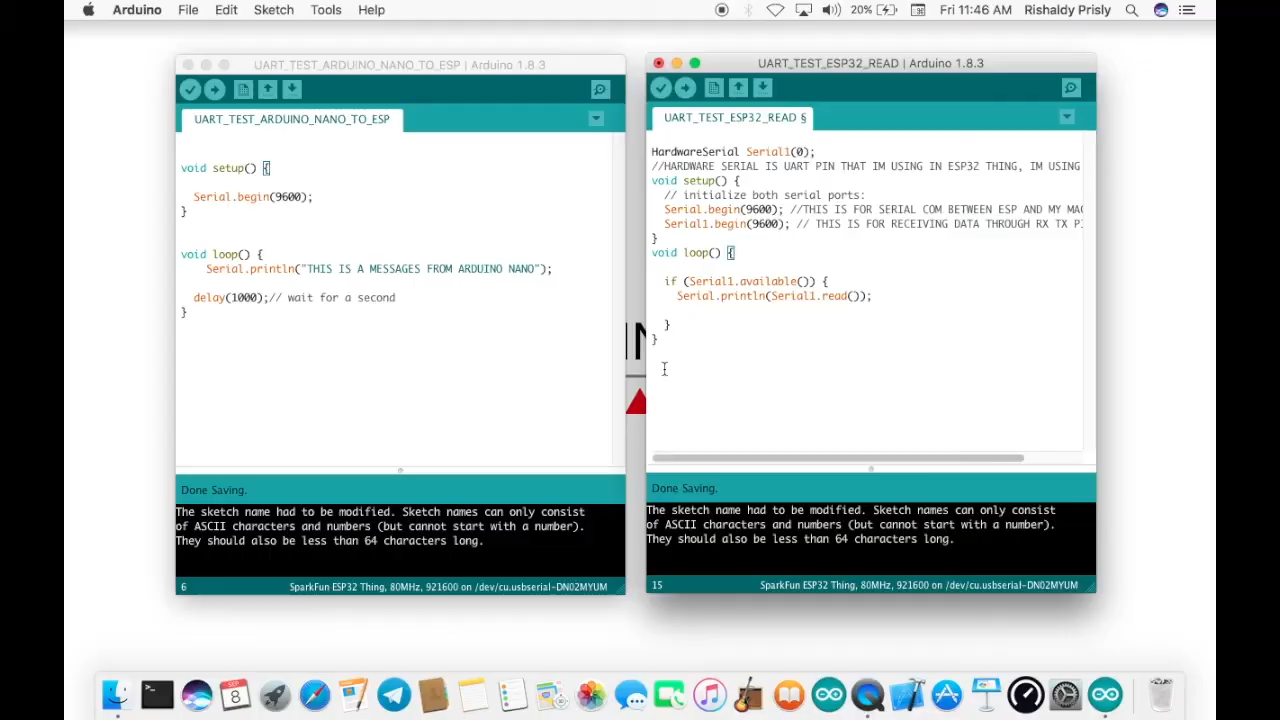 Arduino File Edit Sketch Tools Help 20% Fri 11:46 AM Rishaldy Prisly
UART_TEST_ARDUINO_NANO_TO_ESP | Arduino 1.8.3
UART_TEST_ARDUINO_NANO_TO_ESP
void setup() {
Serial.begin(9600);
}
void loop() {
Serial.println("THIS IS A MESSAGES FROM ARDUINO NANO");
delay(1000);// wait for a second
}
Done Saving.
The sketch name had to be modified. Sketch names can only consist
of ASCII characters and numbers (but cannot start with a number).
They should also be less than 64 characters long.
6 SparkFun ESP32 Thing, 80MHz, 921600 on /dev/cu.usbserial-DN02MYUM
UART_TEST_ESP32_READ | Arduino 1.8.3
UART_TEST_ESP32_READ §
HardwareSerial Serial1(0);
//HARDWARE SERIAL IS UART PIN THAT IM USING IN ESP32 THING, IM USING
void setup() {
// initialize both serial ports:
Serial.begin(9600); //THIS IS FOR SERIAL COM BETWEEN ESP AND MY MAC
Serial1.begin(9600); // THIS IS FOR RECEIVING DATA THROUGH RX TX
}
void loop() {
if (Serial1.available()) {
Serial.println(Serial1.read());
}
}
Done Saving.
The sketch name had to be modified. Sketch names can only consist
of ASCII characters and numbers (but cannot start with a number).
They should also be less than 64 characters long.
15 SparkFun ESP32 Thing, 80MHz, 921600 on /dev/cu.usbserial-DN02MYUM
SEP
8